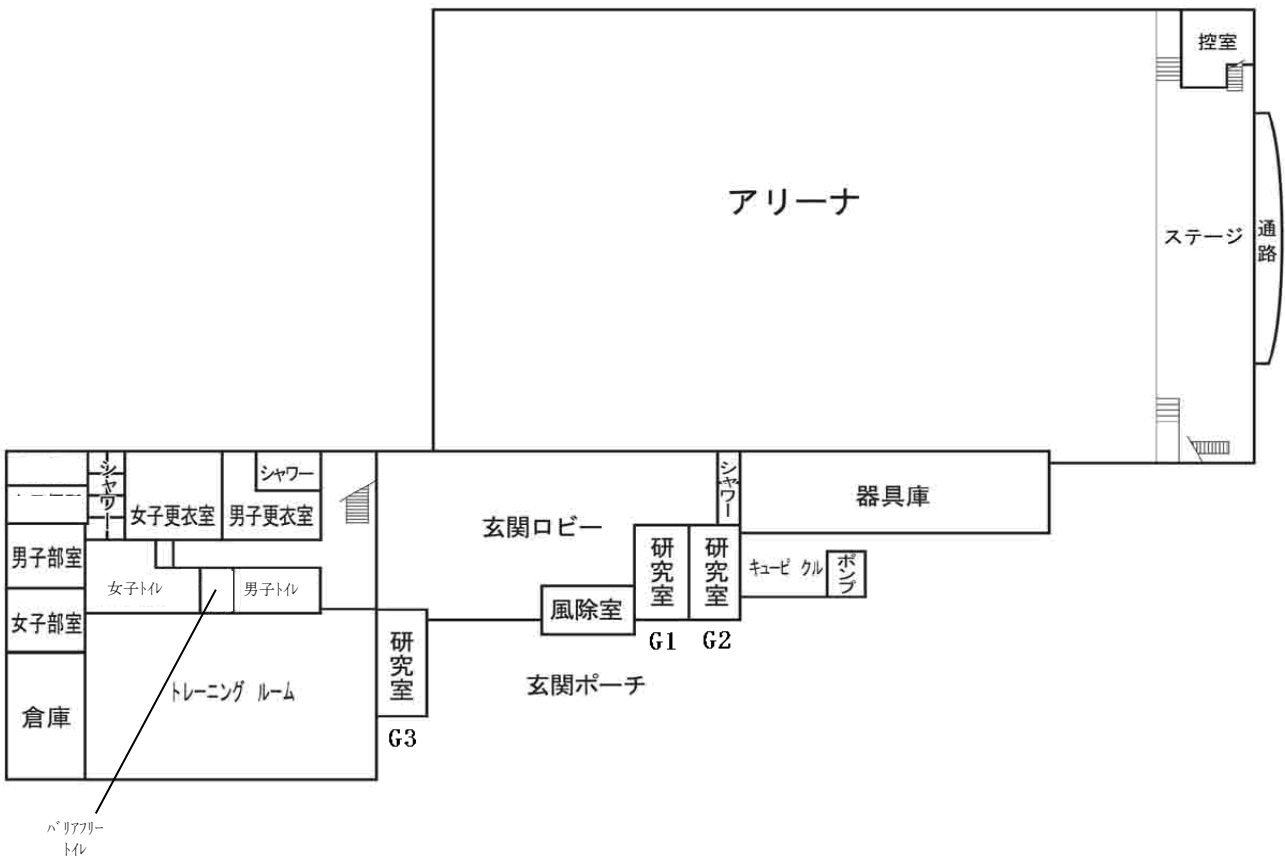 控室
アリーナ
ステージ
通路
シャワー
シャワー
シャワー
女子更衣室
男子更衣室
器具庫
玄関ロビー
男子部室
研究室
研究室
キュービクル
ポンプ
女子トイレ
男子トイレ
風除室
女子部室
G1
G2
研究室
トレーニング ルーム
玄関ポーチ
倉庫
G3
バリアフリー
トイレ